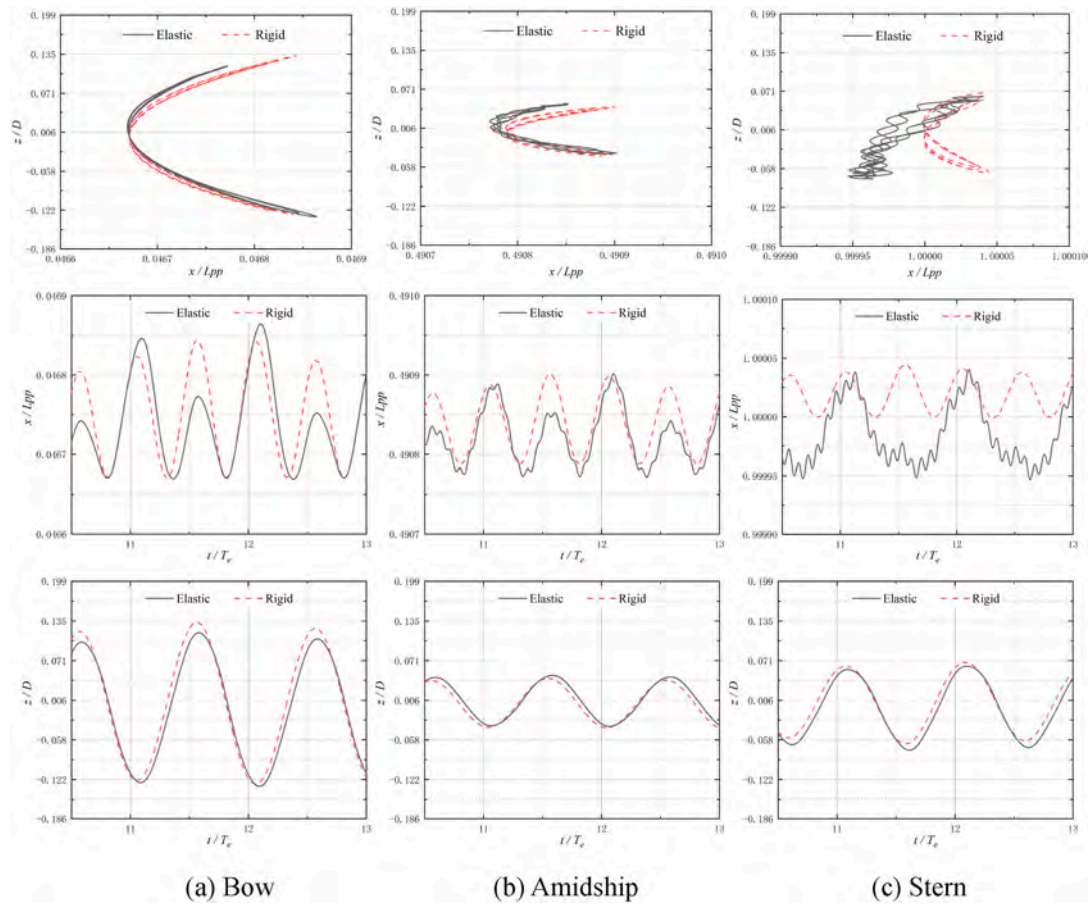 0.199
0.135
0.071
0.006
-0.058
-0.122
-0.186
z / D
Elastic
Rigid
0.0466
0.0467
0.0468
0.0469
x / Lpp
0.199
0.135
0.071
0.006
-0.058
-0.122
-0.186
z / D
Elastic
Rigid
0.4907
0.4908
0.4909
0.4910
x / Lpp
0.199
0.135
0.071
0.006
-0.058
-0.122
-0.186
z / D
Elastic
Rigid
0.99990
0.99995
1.00000
1.00005
1.00010
x / Lpp
0.0469
0.0468
0.0467
0.0466
x / Lpp
Elastic
Rigid
11
12
13
t / Te
0.4910
0.4909
0.4908
0.4907
x / Lpp
Elastic
Rigid
11
12
13
t / Te
1.00010
1.00005
1.00000
0.99995
0.99990
x / Lpp
Elastic
Rigid
11
12
13
t / Te
0.199
0.135
0.071
0.006
-0.058
-0.122
-0.186
z / D
Elastic
Rigid
11
12
13
t / Te
0.199
0.135
0.071
0.006
-0.058
-0.122
-0.186
z / D
Elastic
Rigid
11
12
13
t / Te
0.199
0.135
0.071
0.006
-0.058
-0.122
-0.186
z / D
Elastic
Rigid
11
12
13
t / Te
(a) Bow
(b) Amidship
(c) Stern